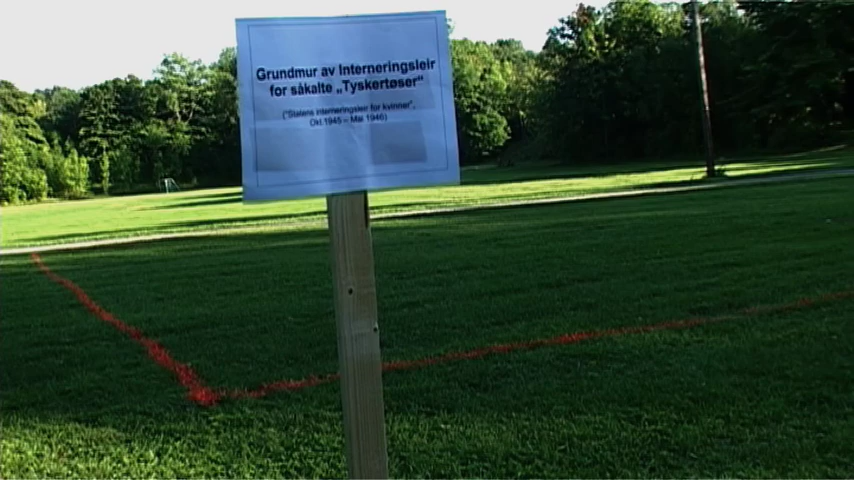 Grundmur av Interneringsleir
for såkalte „Tyskertøser“
("Statens interneringsleir for kvinner",
Okt.1945 – Mai 1946)